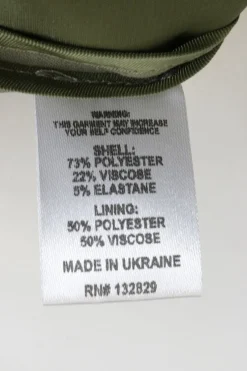 WARNING:
THIS GARMENT MAY INCREASE
YOUR SELF CONFIDENCE
SHELL:
73% POLYESTER
22% VISCOSE
5% ELASTANE
LINING:
50% POLYESTER
50% VISCOSE
MADE IN UKRAINE
RN# 132829